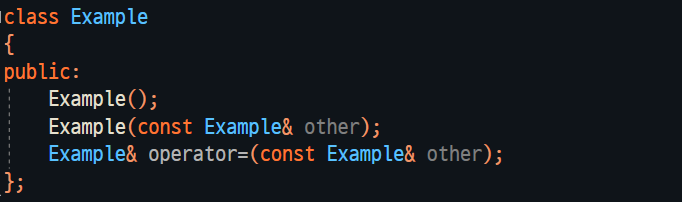 class Example
{
public:
    Example();
    Example(const Example& other);
    Example& operator=(const Example& other);
};